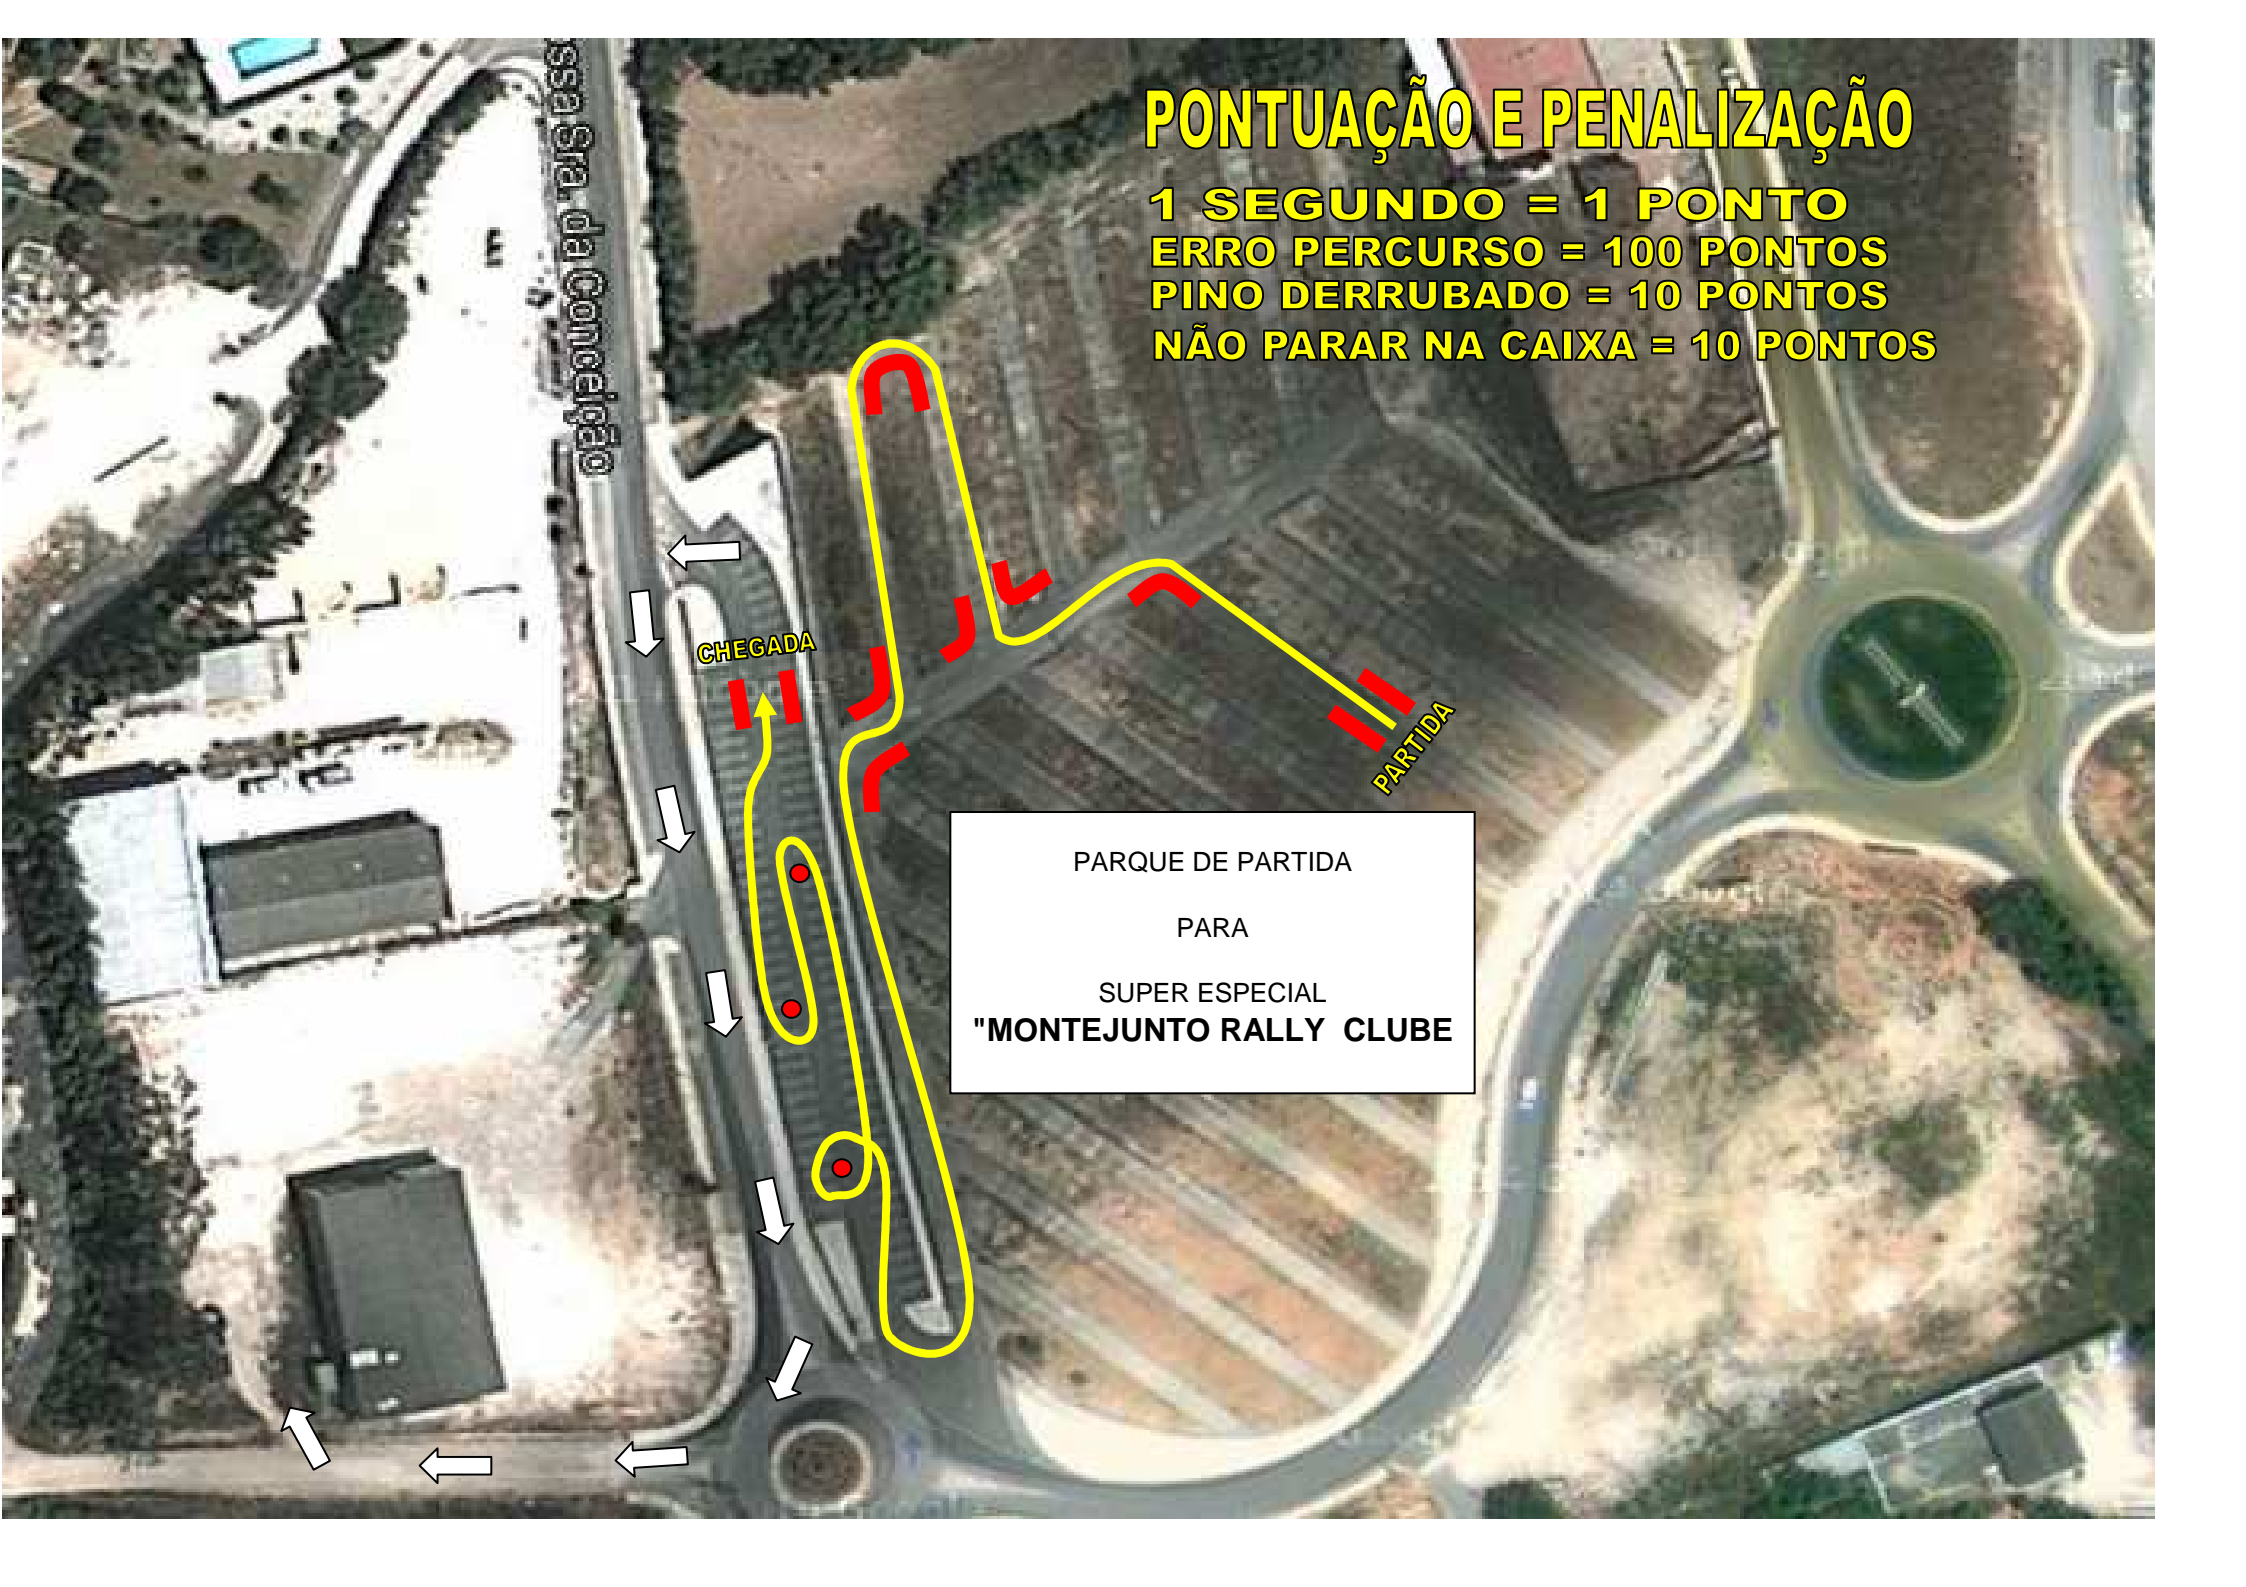 ssa Sra. da Conceição
PONTUAÇÃO E PENALIZAÇÃO
1 SEGUNDO = 1 PONTO
ERRO PERCURSO = 100 PONTOS
PINO DERRUBADO = 10 PONTOS
NÃO PARAR NA CAIXA = 10 PONTOS
CHEGADA
PARTIDA
PARQUE DE PARTIDA
PARA
SUPER ESPECIAL
"MONTEJUNTO RALLY CLUBE